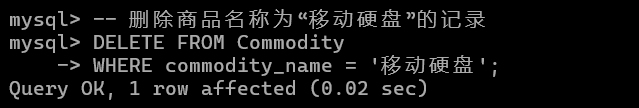 mysql> -- 删除商品名称为“移动硬盘”的记录
mysql> DELETE FROM Commodity
    -> WHERE commodity_name = '移动硬盘';
Query OK, 1 row affected (0.02 sec)